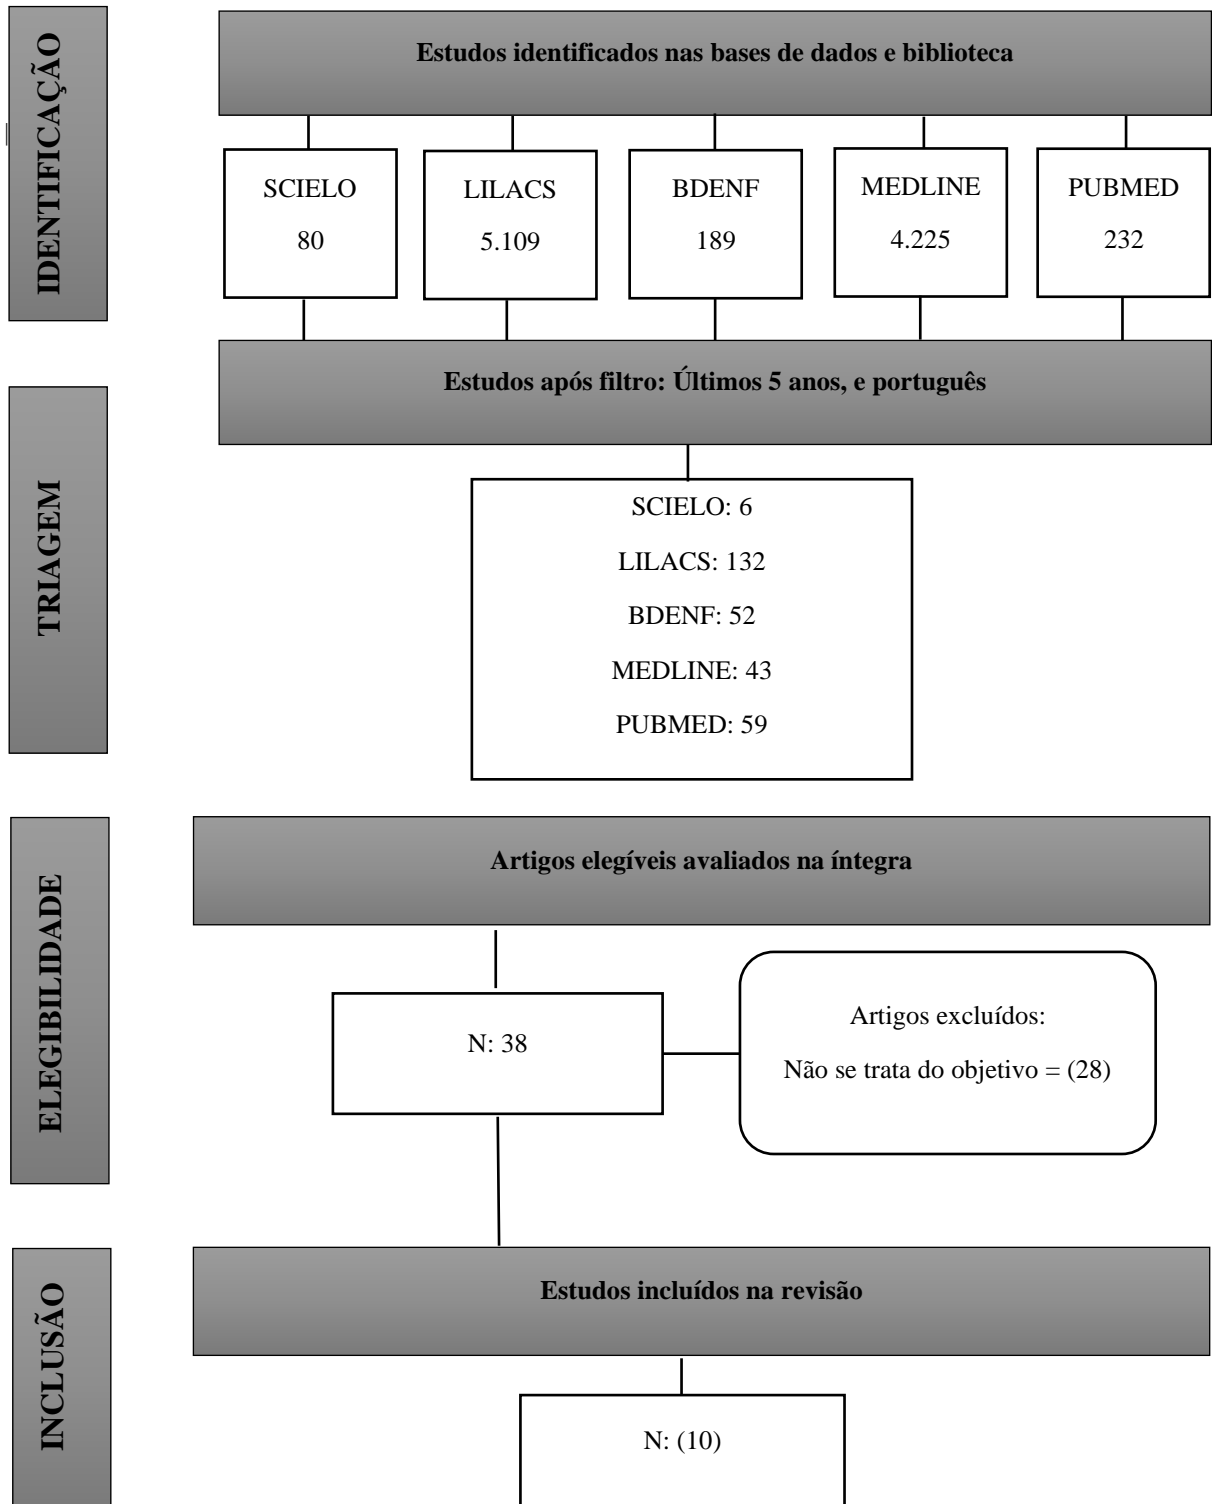 IDENTIFICAÇÃO
Estudos identificados nas bases de dados e biblioteca
SCIELO
80
LILACS
5.109
BDENF
189
MEDLINE
4.225
PUBMED
232
TRIAGEM
Estudos após filtro: Últimos 5 anos, e português
SCIELO: 6
LILACS: 132
BDENF: 52
MEDLINE: 43
PUBMED: 59
ELEGIBILIDADE
Artigos elegíveis avaliados na íntegra
N: 38
Artigos excluídos:
Não se trata do objetivo = (28)
INCLUSÃO
Estudos incluídos na revisão
N: (10)